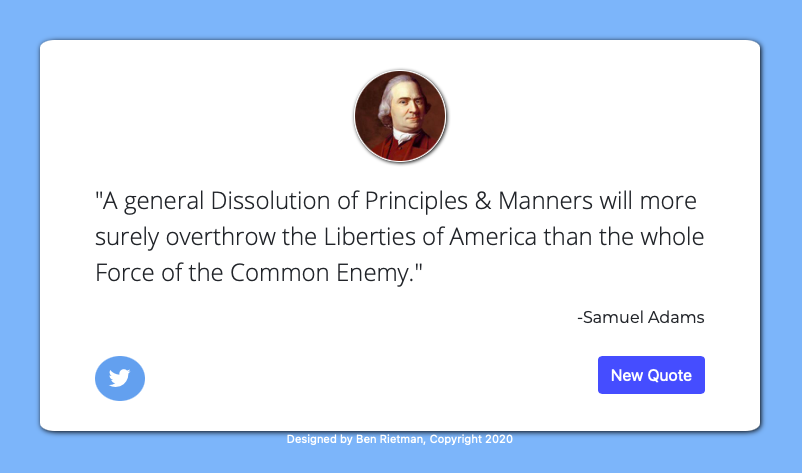 "A general Dissolution of Principles & Manners will more
surely overthrow the Liberties of America than the whole
Force of the Common Enemy."
-Samuel Adams
New Quote
Designed by Ben Rietman, Copyright 2020